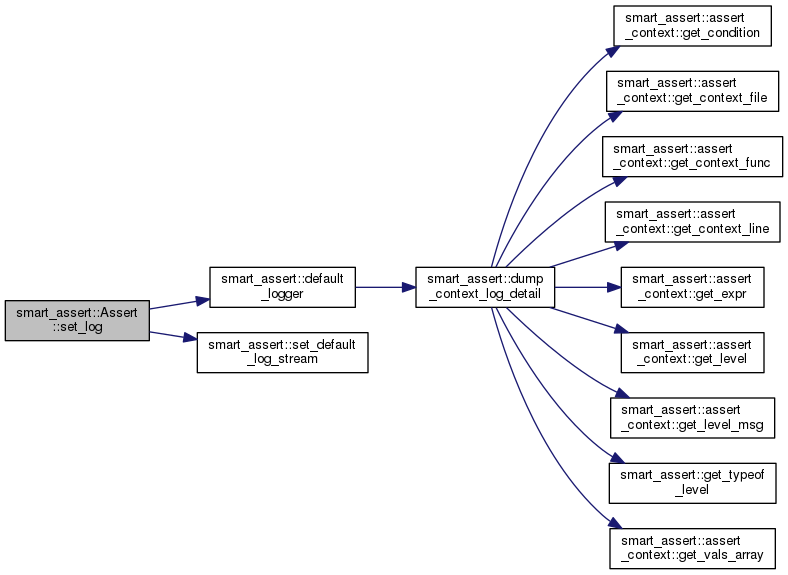 smart_assert::Assert
::set_log
smart_assert::default
_logger
smart_assert::set_default
_log_stream
smart_assert::dump
_context_log_detail
smart_assert::assert
_context::get_condition
smart_assert::assert
_context::get_context_file
smart_assert::assert
_context::get_context_func
smart_assert::assert
_context::get_context_line
smart_assert::assert
_context::get_expr
smart_assert::assert
_context::get_level
smart_assert::assert
_context::get_level_msg
smart_assert::get_typeof
_level
smart_assert::assert
_context::get_vals_array